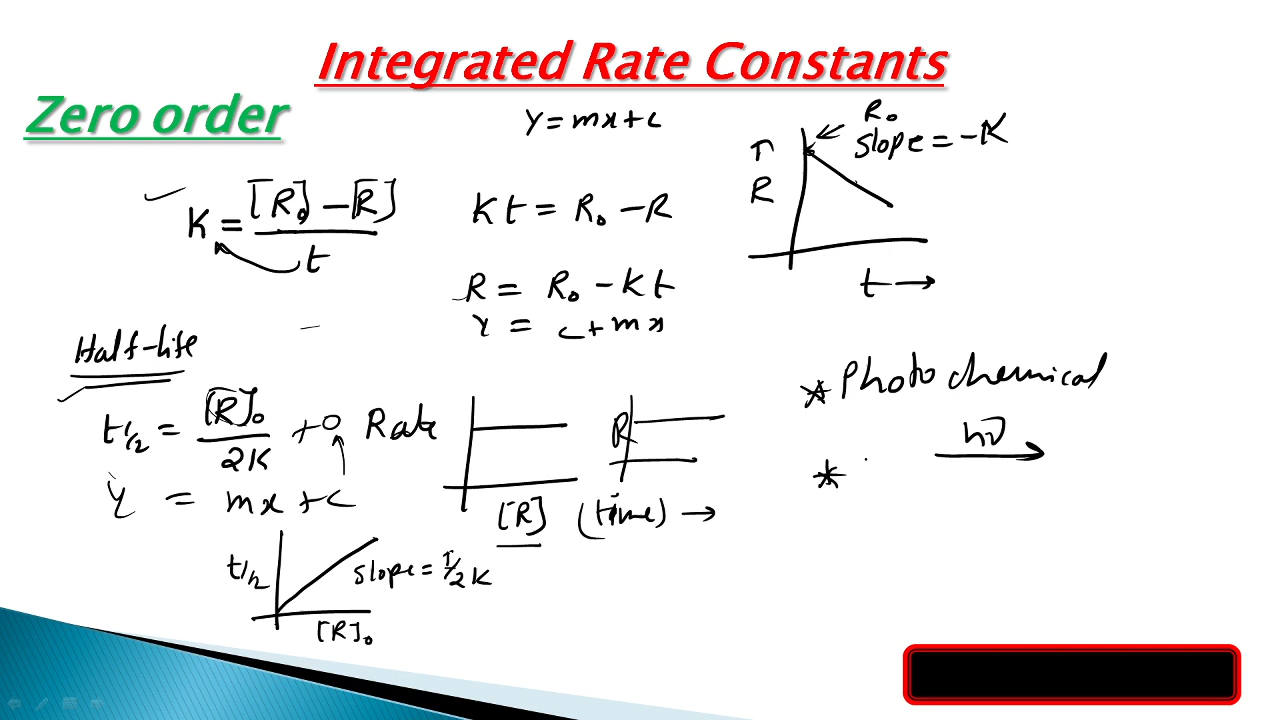 Integrated Rate Constants
Zero order
Y = mx + c
K = [R₀] - [R] / t
Kt = R₀ - R
R = R₀ - Kt
Y = c + mx
R₀
slope = -K
R
t →
Half-life
t1/2 = [R]₀ / 2K + 0
Y = mx + c
t1/2
slope = 1/2K
[R]₀
Rate
[R]
R
(time) →
* Photochemical
hν
*